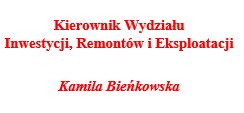 Kierownik Wydziału
Inwestycji, Remontów i Eksploatacji
Kamila Bieńkowska